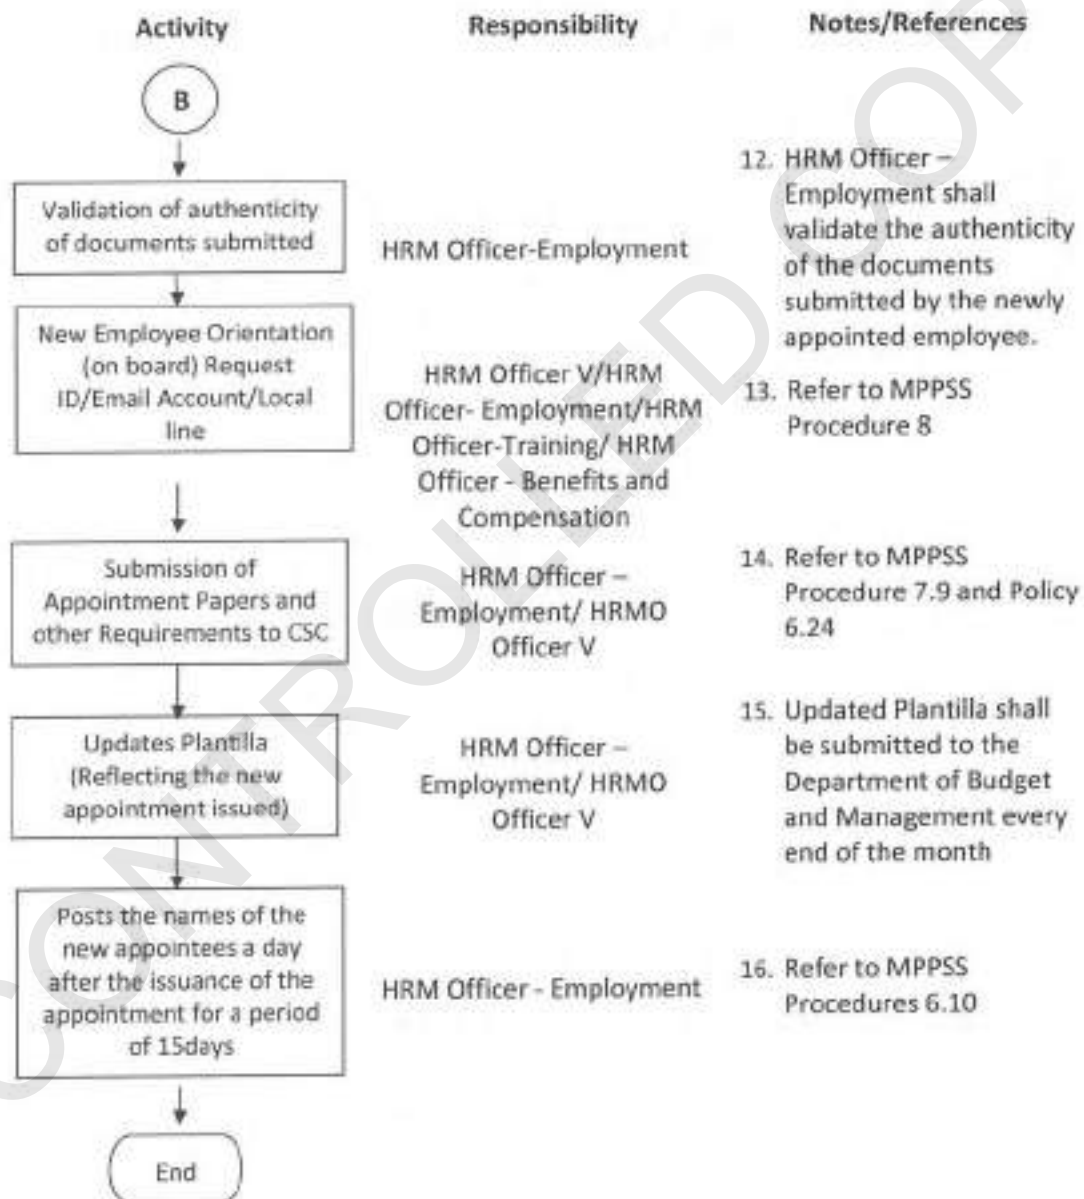 Activity
Responsibility
Notes/References
B
Validation of authenticity
of documents submitted
HRM Officer-Employment
12. HRM Officer –
Employment shall
validate the authenticity
of the documents
submitted by the newly
appointed employee.
New Employee Orientation
(on board) Request
ID/Email Account/Local
line
HRM Officer V/HRM
Officer- Employment/HRM
Officer-Training/ HRM
Officer - Benefits and
Compensation
13. Refer to MPPSS
Procedure 8
Submission of
Appointment Papers and
other Requirements to CSC
HRM Officer –
Employment/ HRMO
Officer V
14. Refer to MPPSS
Procedure 7.9 and Policy
6.24
Updates Plantilla
(Reflecting the new
appointment issued)
HRM Officer –
Employment/ HRMO
Officer V
15. Updated Plantilla shall
be submitted to the
Department of Budget
and Management every
end of the month
Posts the names of the
new appointees a day
after the issuance of the
appointment for a period
of 15days
HRM Officer - Employment
16. Refer to MPPSS
Procedures 6.10
End
CONTROLLED COP